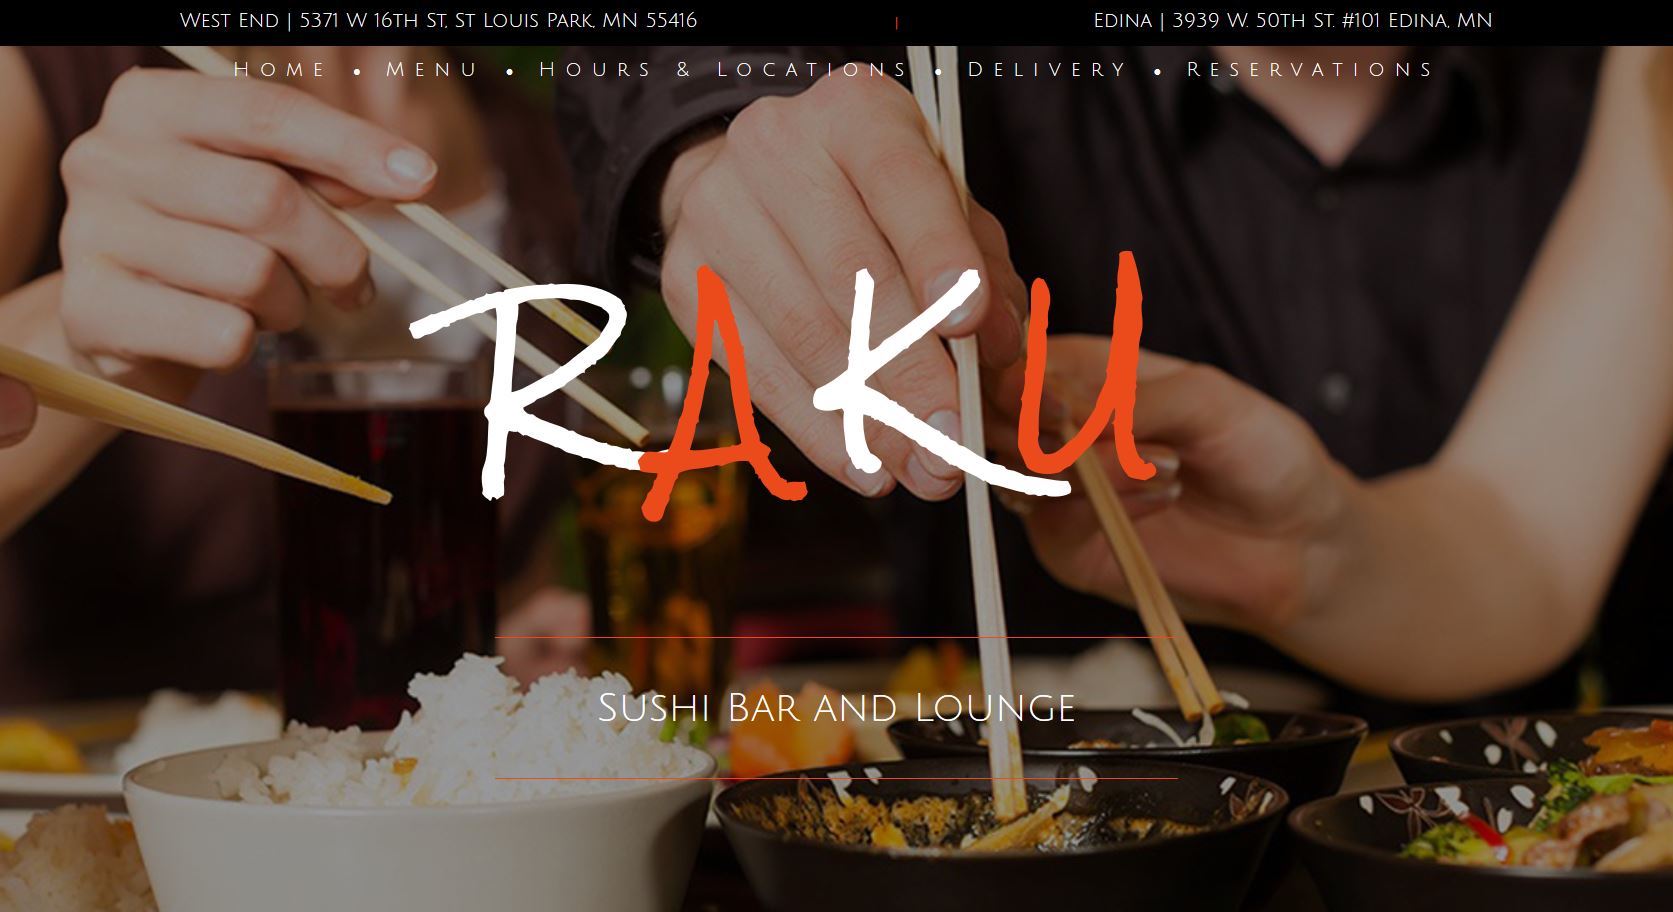 West End | 5371 W 16th St, St Louis Park, MN 55416 | Edina | 3939 W. 50th St. #101 Edina, MN
Home • Menu • Hours & Locations • Delivery • Reservations
RAKU
Sushi Bar and Lounge